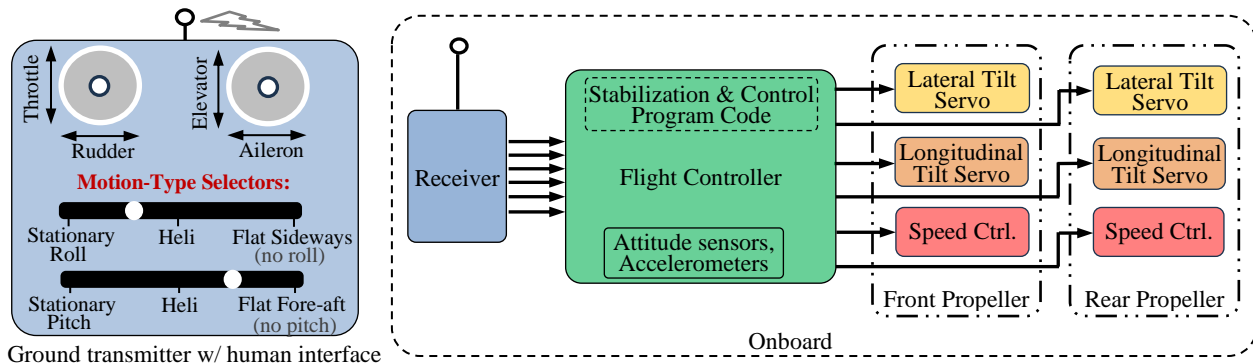 Throttle
Rudder
Elevator
Aileron
Motion-Type Selectors:
Stationary
Roll
Heli
Flat Sideways
(no roll)
Stationary
Pitch
Heli
Flat Fore-aft
(no pitch)
Ground transmitter w/ human interface
Receiver
Stabilization & Control
Program Code
Flight Controller
Attitude sensors,
Accelerometers
Lateral Tilt
Servo
Longitudinal
Tilt Servo
Speed Ctrl.
Front Propeller
Lateral Tilt
Servo
Longitudinal
Tilt Servo
Speed Ctrl.
Rear Propeller
Onboard